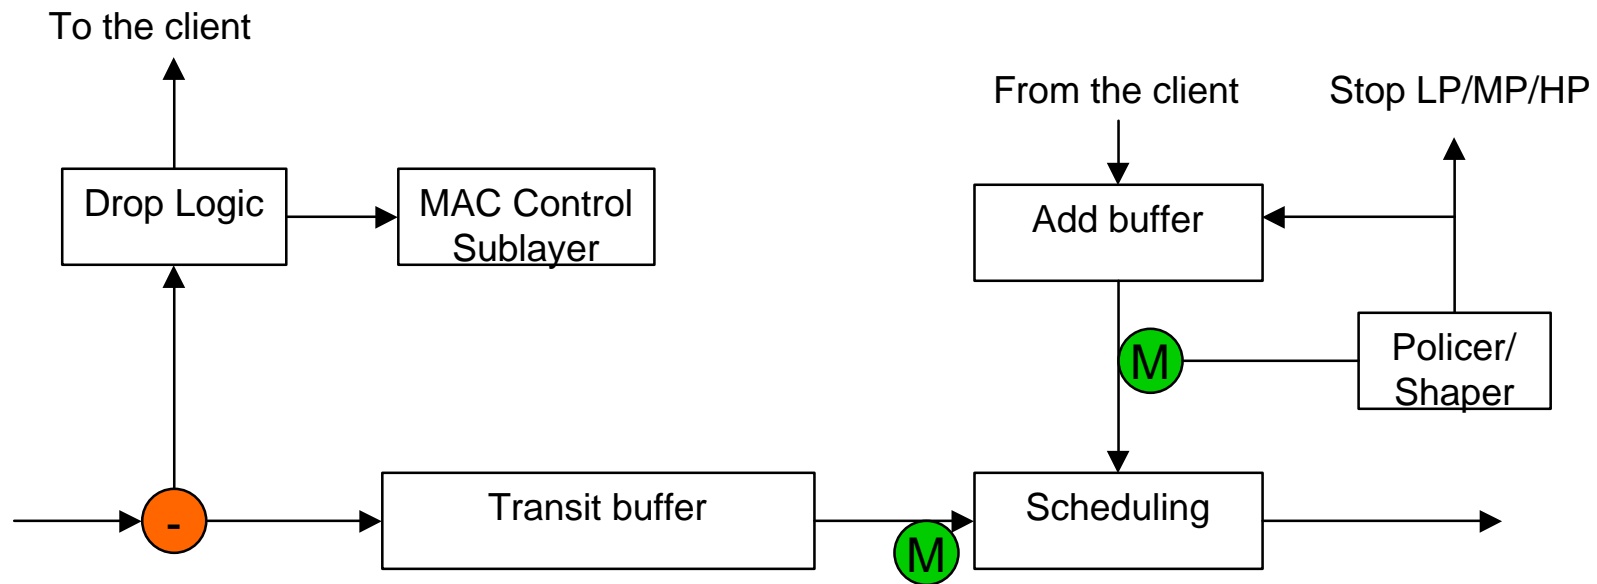 To the client
From the client
Stop LP/MP/HP
Drop Logic
MAC Control
Sublayer
Add buffer
M
Policer/
Shaper
-
Transit buffer
M
Scheduling